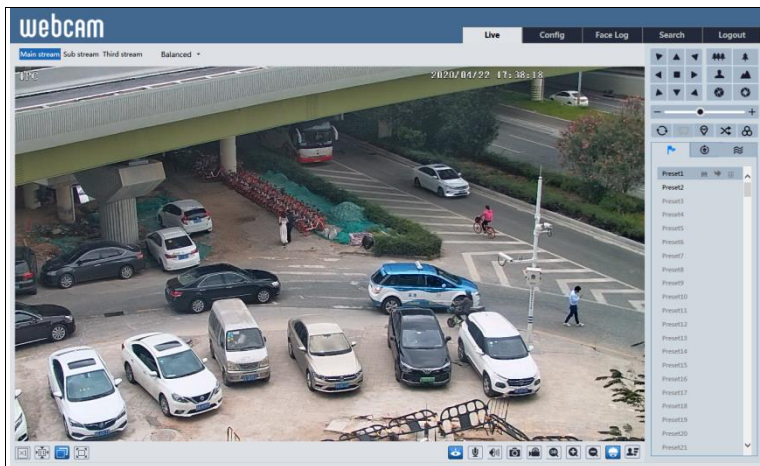 webcam
Live Config Face Log Search Logout
Main stream Sub stream Third stream Balanced
IPC 2020/04/22 17:38:18
Preset1
Preset2
Preset3
Preset4
Preset5
Preset6
Preset7
Preset8
Preset9
Preset10
Preset11
Preset12
Preset13
Preset14
Preset15
Preset16
Preset17
Preset18
Preset19
Preset20
Preset21